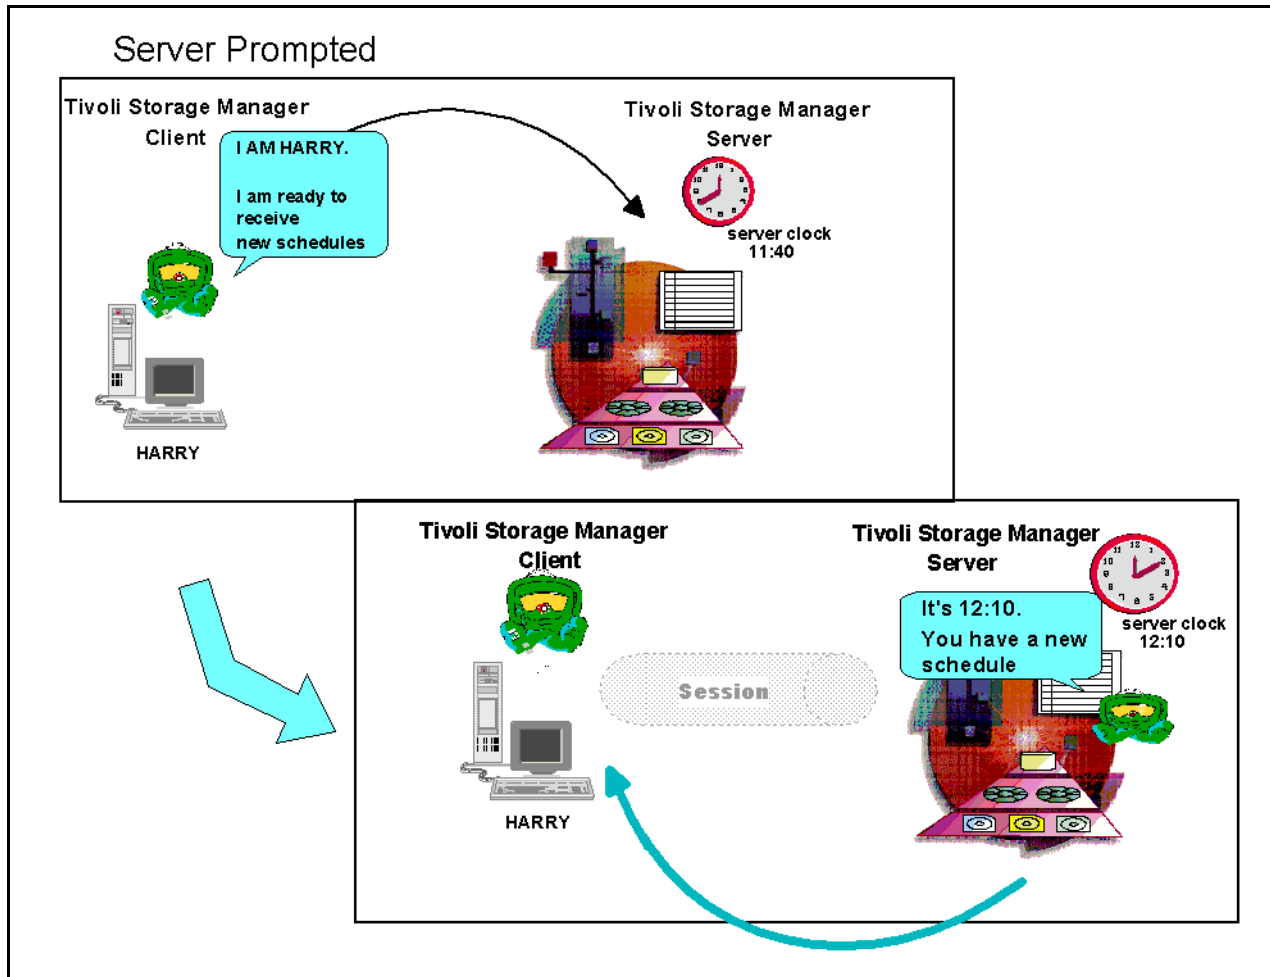 Server Prompted
Tivoli Storage Manager
Client
I AM HARRY.
I am ready to
receive
new schedules
HARRY
Tivoli Storage Manager
Server
server clock
11:40
Tivoli Storage Manager
Client
HARRY
Session
Tivoli Storage Manager
Server
It's 12:10.
You have a new
schedule
server clock
12:10